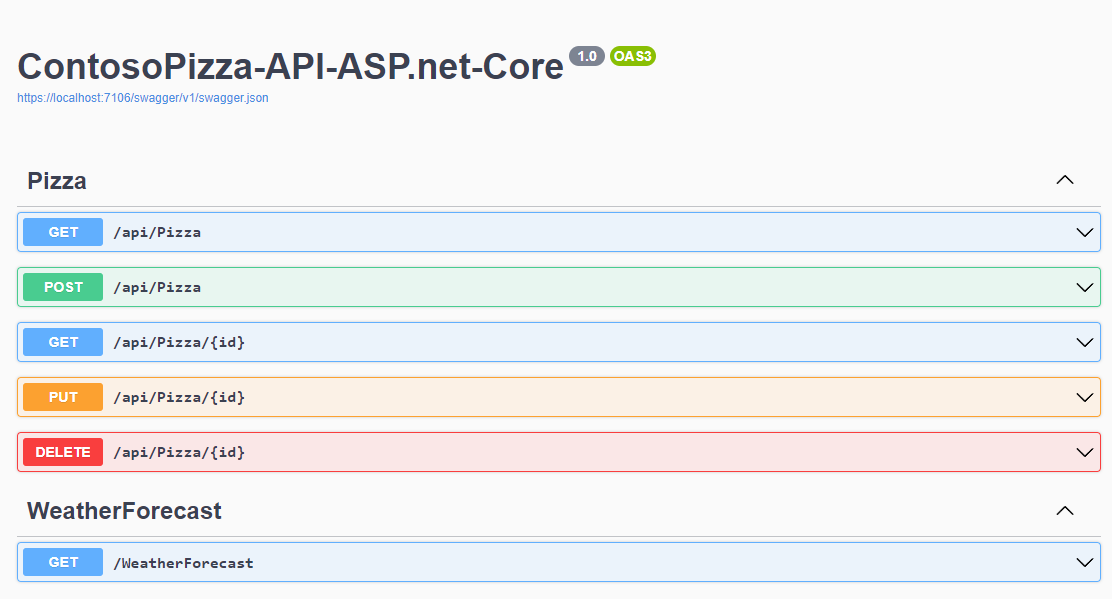 ContosoPizza-API-ASP.net-Core 1.0 OAS3
https://localhost:7106/swagger/v1/swagger.json
Pizza
GET /api/Pizza
POST /api/Pizza
GET /api/Pizza/{id}
PUT /api/Pizza/{id}
DELETE /api/Pizza/{id}
WeatherForecast
GET /WeatherForecast